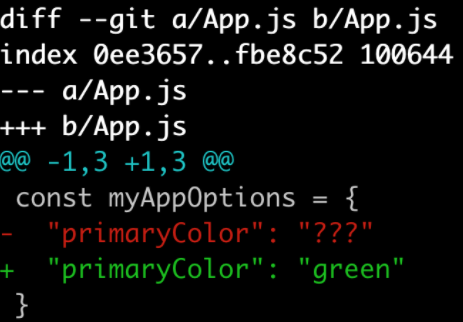 diff --git a/App.js b/App.js
index 0ee3657..fbe8c52 100644
--- a/App.js
+++ b/App.js
@@ -1,3 +1,3 @@
 const myAppOptions = {
-  "primaryColor": "???"
+  "primaryColor": "green"
 }